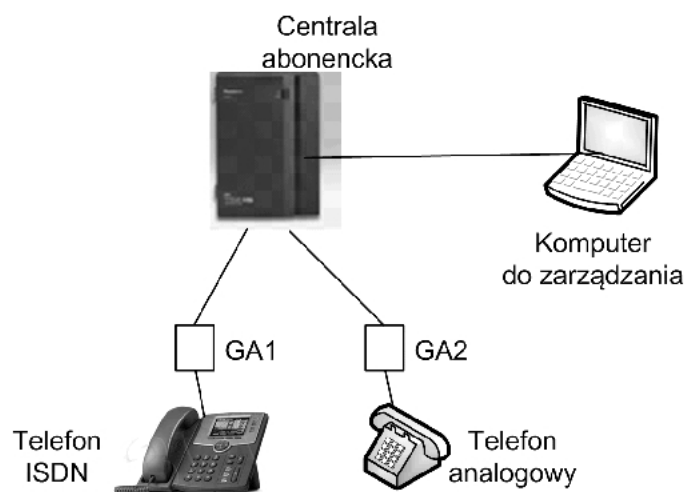 Centrala
abonencka
Komputer
do zarządzania
GA1
GA2
Telefon
ISDN
Telefon
analogowy